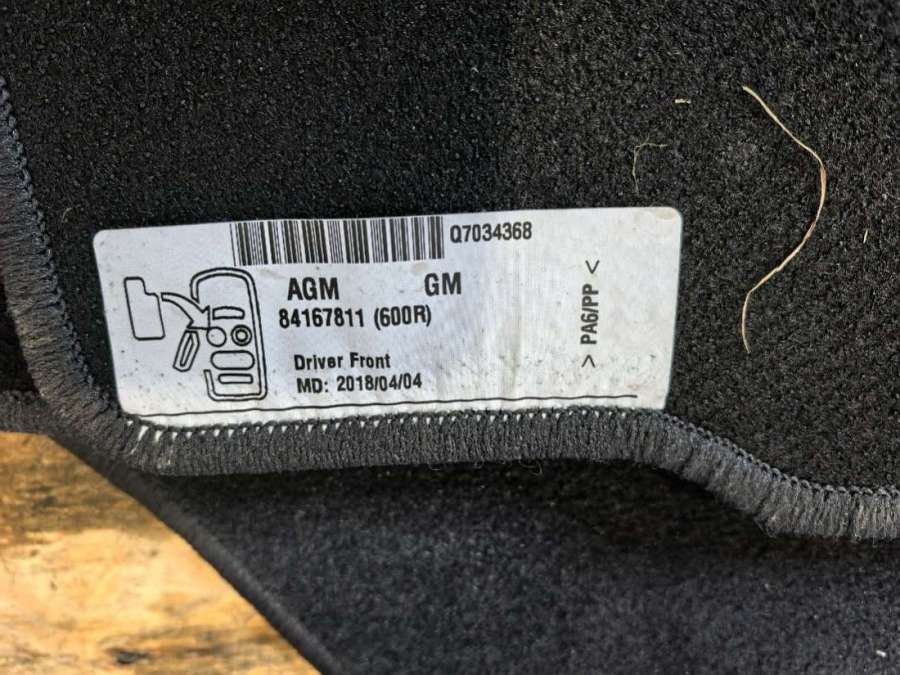 Q7034368
AGM GM
84167811 (600R)
Driver Front
MD: 2018/04/04
> PA6/PP <